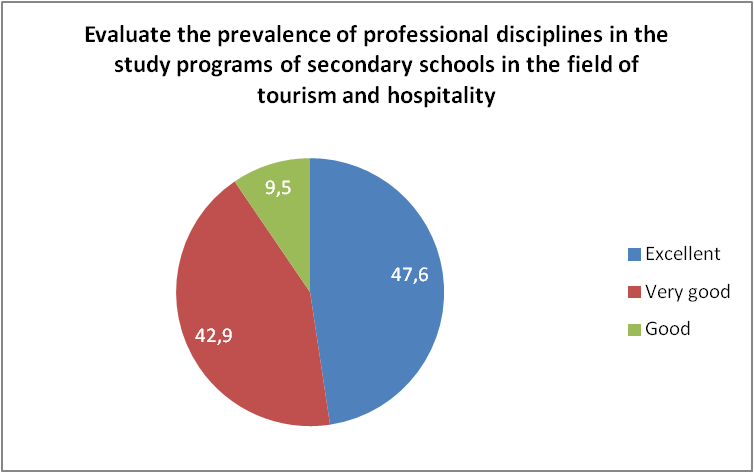 Evaluate the prevalence of professional disciplines in the
study programs of secondary schools in the field of
tourism and hospitality
9,5
47,6
42,9
Excellent
Very good
Good